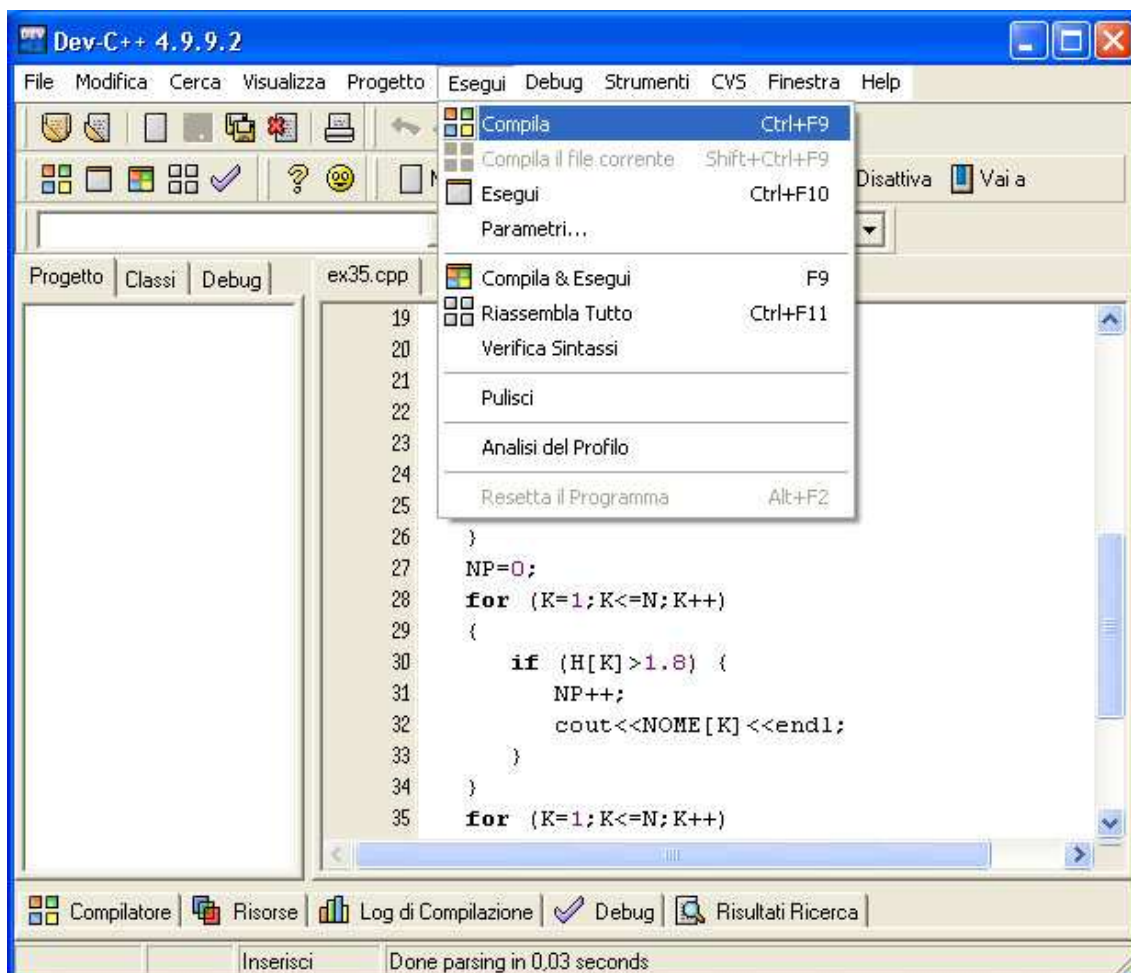 Dev-C++ 4.9.9.2
File Modifica Cerca Visualizza Progetto Esegui Debug Strumenti CVS Finestra Help
Compila Ctrl+F9
Compila il file corrente Shift+Ctrl+F9
Disattiva Vai a
Esegui Ctrl+F10
Parametri...
Progetto Classi Debug
ex35.cpp
Compila & Esegui F9
Riassembla Tutto Ctrl+F11
Verifica Sintassi
Pulisci
Analisi del Profilo
Resetta il Programma Alt+F2
19
20
21
22
23
24
25
26 }
27 NP=0;
28 for (K=1;K<=N;K++)
29 {
30 if (H[K]>1.8) {
31 NP++;
32 cout<<NOME[K]<<endl;
33 }
34 }
35 for (K=1;K<=N;K++)
Compilatore Risorse Log di Compilazione Debug Risultati Ricerca
Inserisci Done parsing in 0,03 seconds